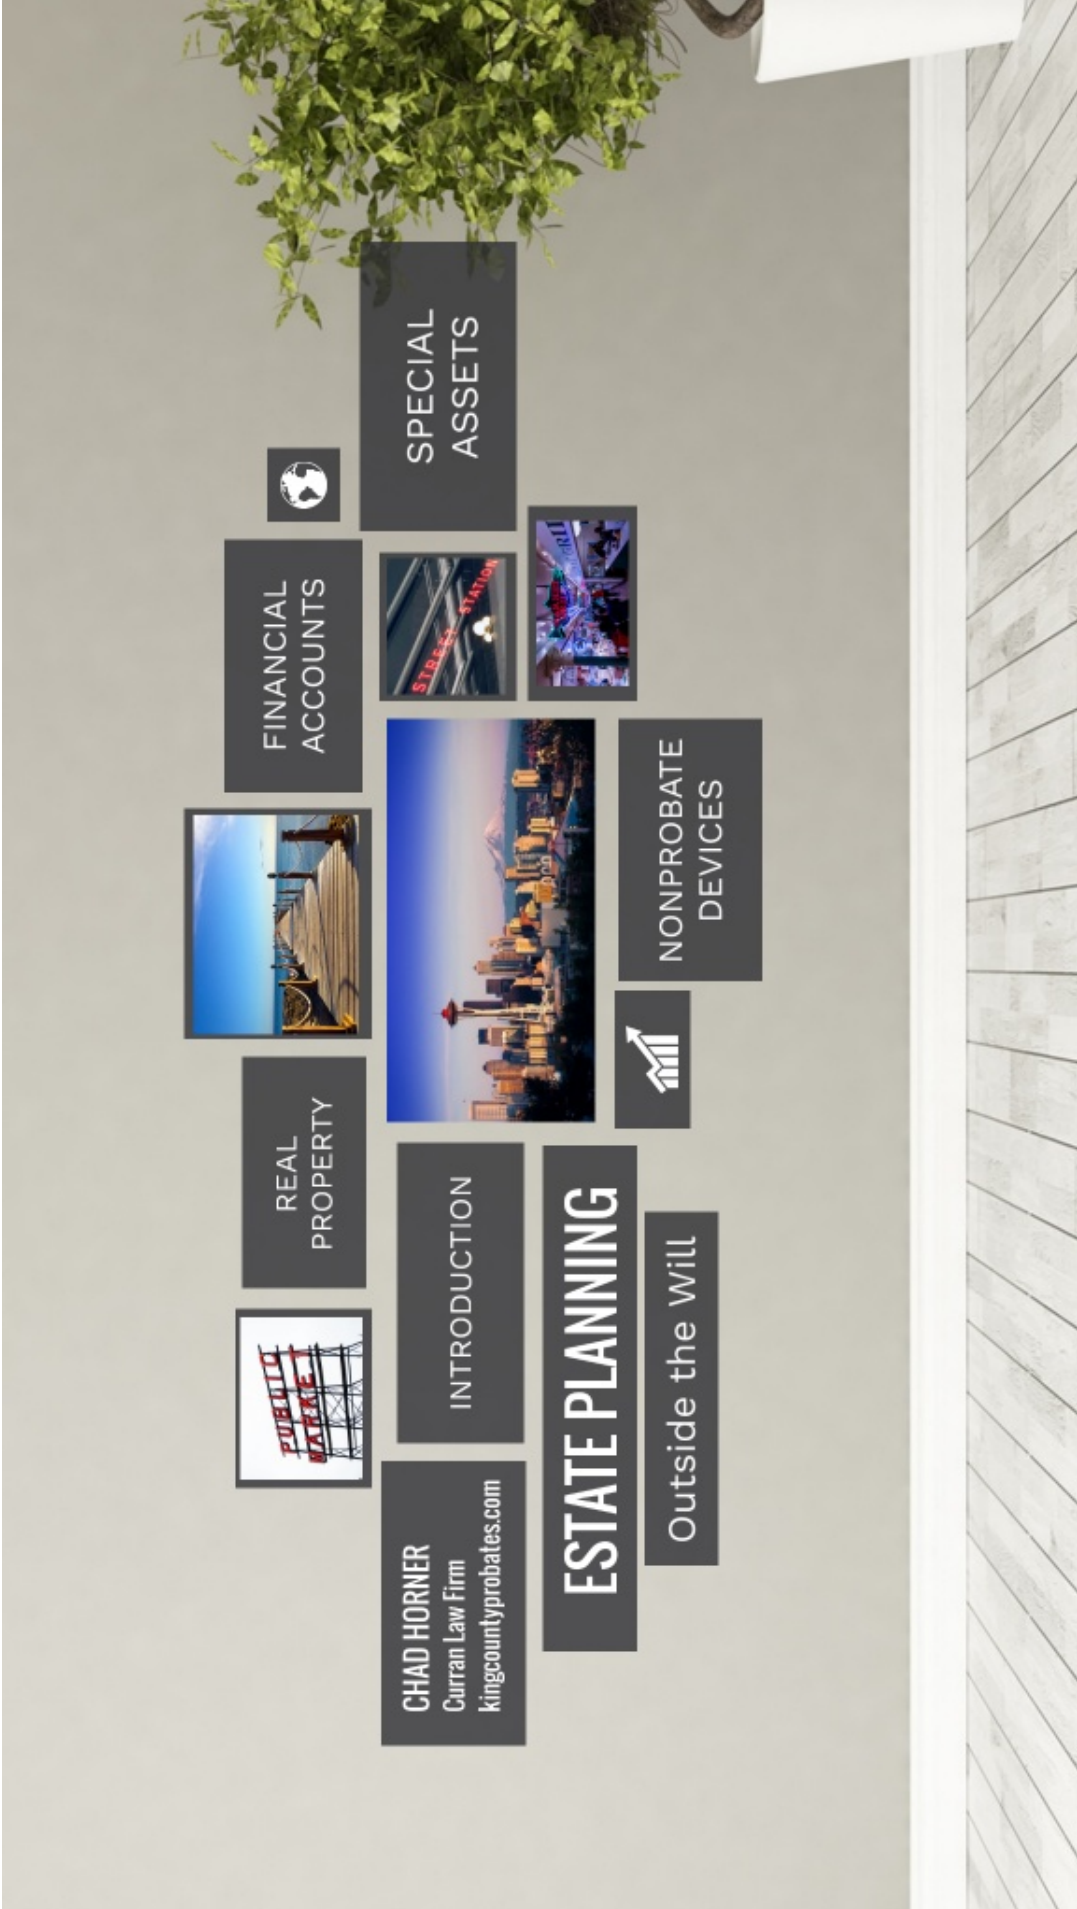 PUBLIC
MARKET
REAL
PROPERTY
FINANCIAL
ACCOUNTS
CHAD HORNER
Curran Law Firm
kingcountyprobates.com
INTRODUCTION
STREET STATION
SPECIAL
ASSETS
ESTATE PLANNING
Outside the Will
NONPROBATE
DEVICES